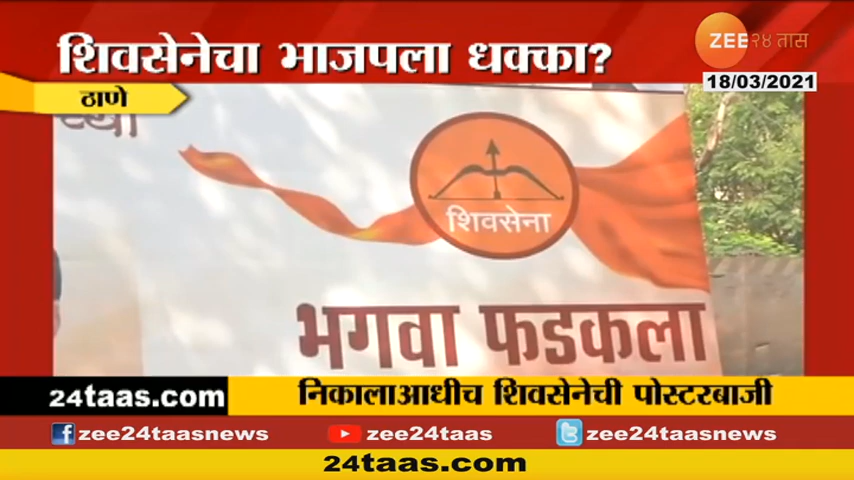 शिवसेनेचा भाजपला धक्का?
ZEE २४ तास
18/03/2021
ठाणे
शिवसेना
भगवा फडकला
24taas.com
निकालाआधीच शिवसेनेची पोस्टरबाजी
zee24taasnews
zee24taas
zee24taasnews
24taas.com